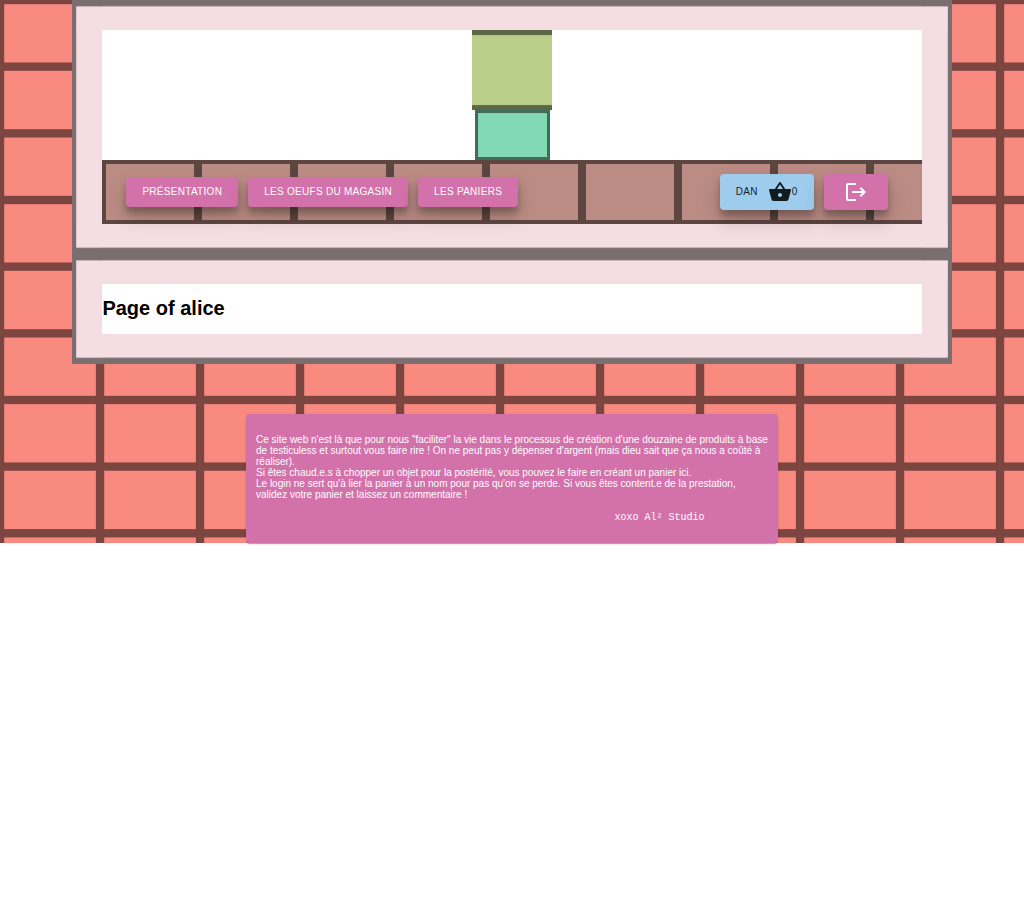 PRÉSENTATION LES OEUFS DU MAGASIN LES PANIERS DAN 0
Page of alice
Ce site web n'est là que pour nous "faciliter" la vie dans le processus de création d'une douzaine de produits à base
de testiculess et surtout vous faire rire ! On ne peut pas y dépenser d'argent (mais dieu sait que ça nous a coûté à
réaliser).
Si êtes chaud.e.s à chopper un objet pour la postérité, vous pouvez le faire en créant un panier ici.
Le login ne sert qu'à lier la panier à un nom pour pas qu'on se perde. Si vous êtes content.e de la prestation,
validez votre panier et laissez un commentaire !
xoxo Al² Studio